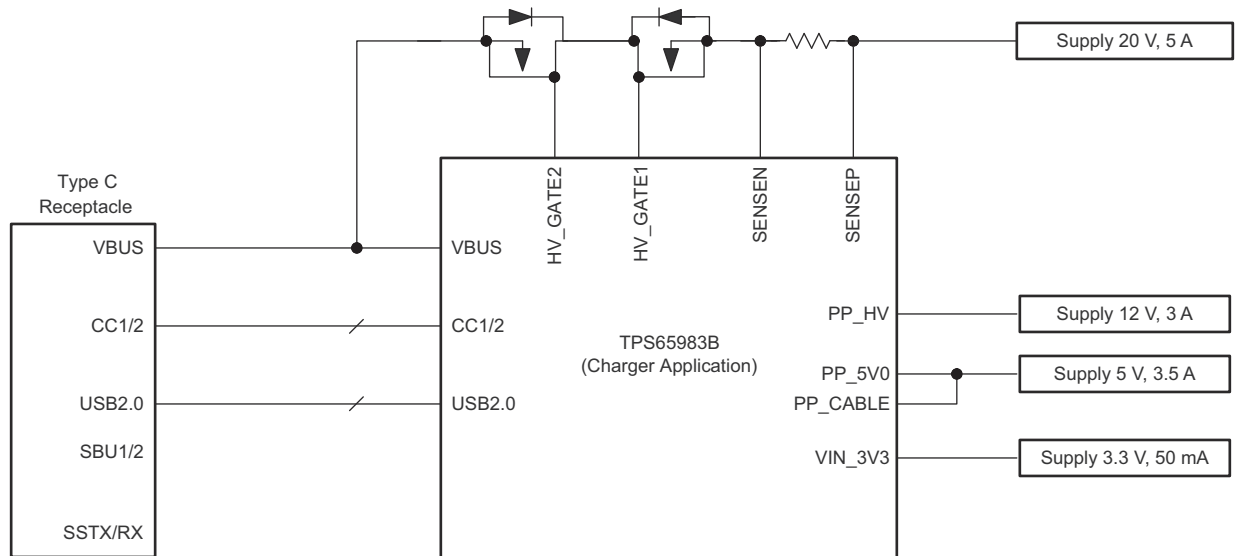 Supply 20 V, 5 A
Type C
Receptacle
VBUS
CC1/2
USB2.0
SBU1/2
SSTX/RX
HV_GATE2
HV_GATE1
SENSEN
SENSEP
VBUS
CC1/2
USB2.0
TPS65983B
(Charger Application)
PP_HV
PP_5V0
PP_CABLE
VIN_3V3
Supply 12 V, 3 A
Supply 5 V, 3.5 A
Supply 3.3 V, 50 mA